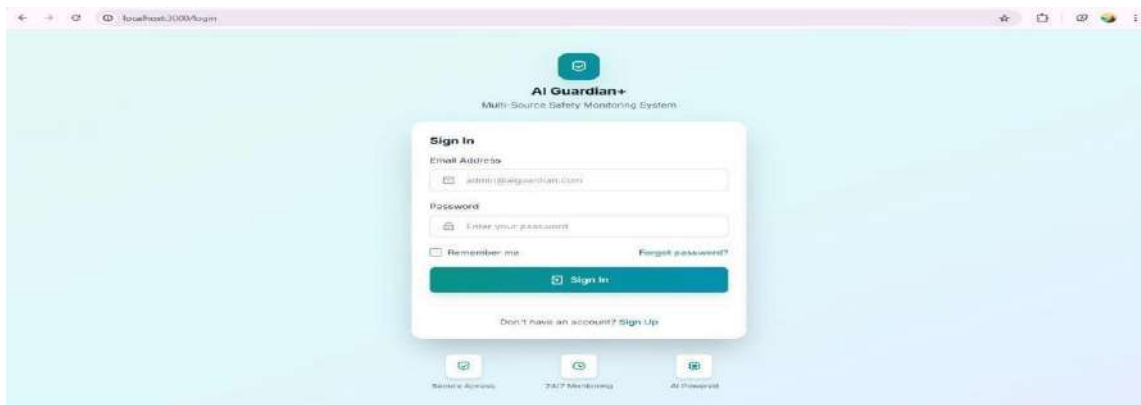 localhost:3000/login
AI Guardian+
Multi-Source Safety Monitoring System
Sign In
Email Address
admin@aiguardian.com
Password
Enter your password
Remember me Forgot password?
Sign In
Don't have an account? Sign Up
Secure Access 24/7 Monitoring AI Powered